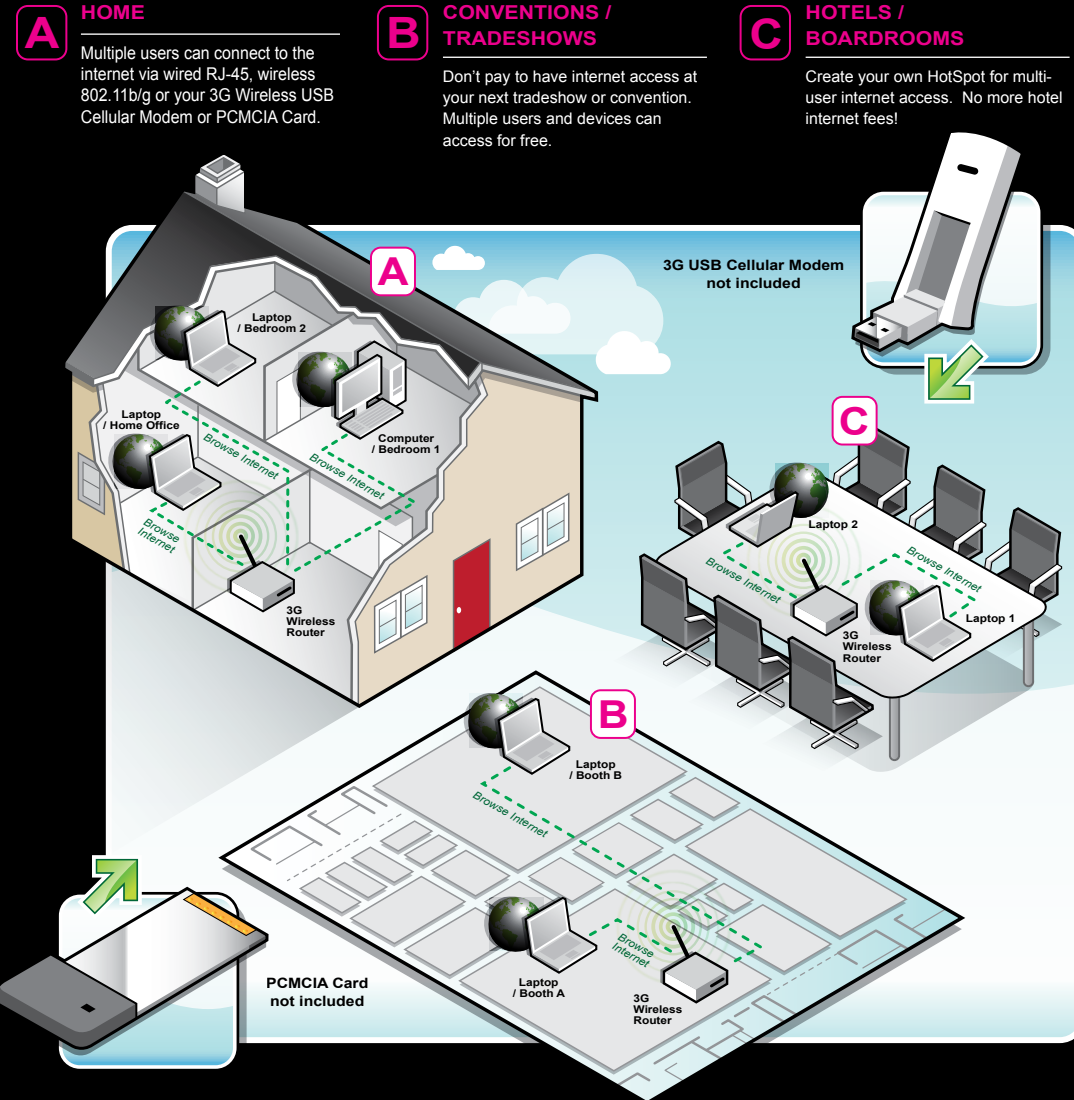 A
HOME
Multiple users can connect to the
internet via wired RJ-45, wireless
802.11b/g or your 3G Wireless USB
Cellular Modem or PCMCIA Card.
B
CONVENTIONS /
TRADESHOWS
Don’t pay to have internet access at
your next tradeshow or convention.
Multiple users and devices can
access for free.
C
HOTELS /
BOARDROOMS
Create your own HotSpot for multi-
user internet access.  No more hotel
internet fees!
A
3G USB Cellular Modem
not included
Laptop
/ Bedroom 2
Laptop
/ Home Office
Computer
/ Bedroom 1
Browse Internet
Browse Internet
Browse
Internet
3G
Wireless
Router
C
Laptop 2
Browse Internet
Browse Internet
Laptop 1
3G
Wireless
Router
B
Laptop
/ Booth B
Browse Internet
Browse
Internet
Laptop
/ Booth A
3G
Wireless
Router
PCMCIA Card
not included